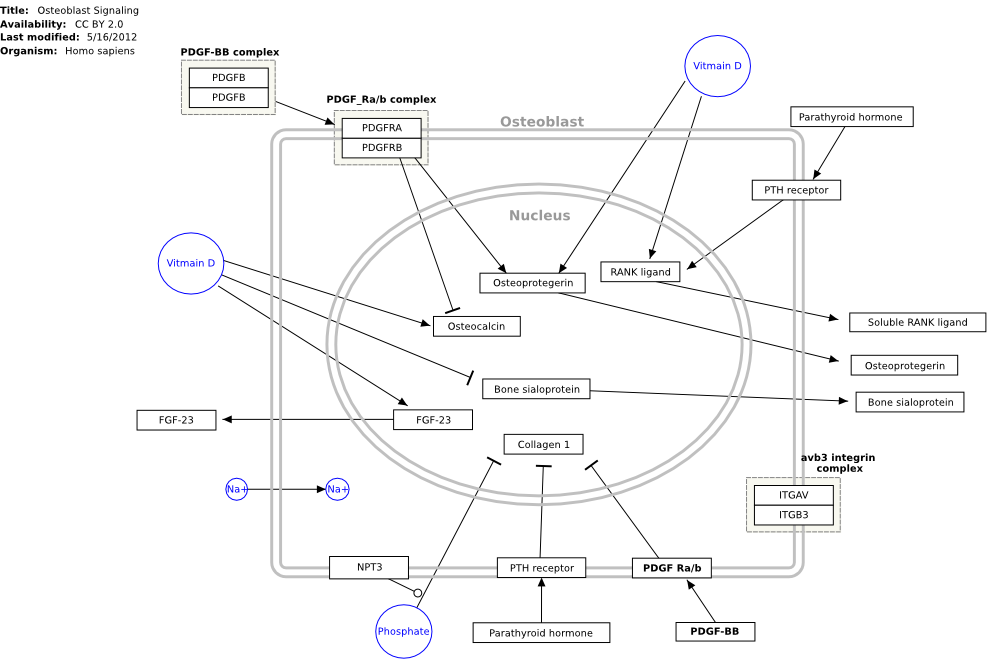 Title: Osteoblast Signaling
Availability: CC BY 2.0
Last modified: 5/16/2012
Organism: Homo sapiens
PDGF-BB complex
PDGFB
PDGFB
PDGF_Ra/b complex
PDGFRA
PDGFRB
Vitmain D
Osteoblast
Parathyroid hormone
PTH receptor
Nucleus
Vitmain D
RANK ligand
Osteoprotegerin
Osteocalcin
Soluble RANK ligand
Osteoprotegerin
Bone sialoprotein
Bone sialoprotein
FGF-23
FGF-23
Collagen 1
avb3 integrin
complex
ITGAV
ITGB3
Na+
Na+
NPT3
PTH receptor
PDGF Ra/b
Phosphate
Parathyroid hormone
PDGF-BB